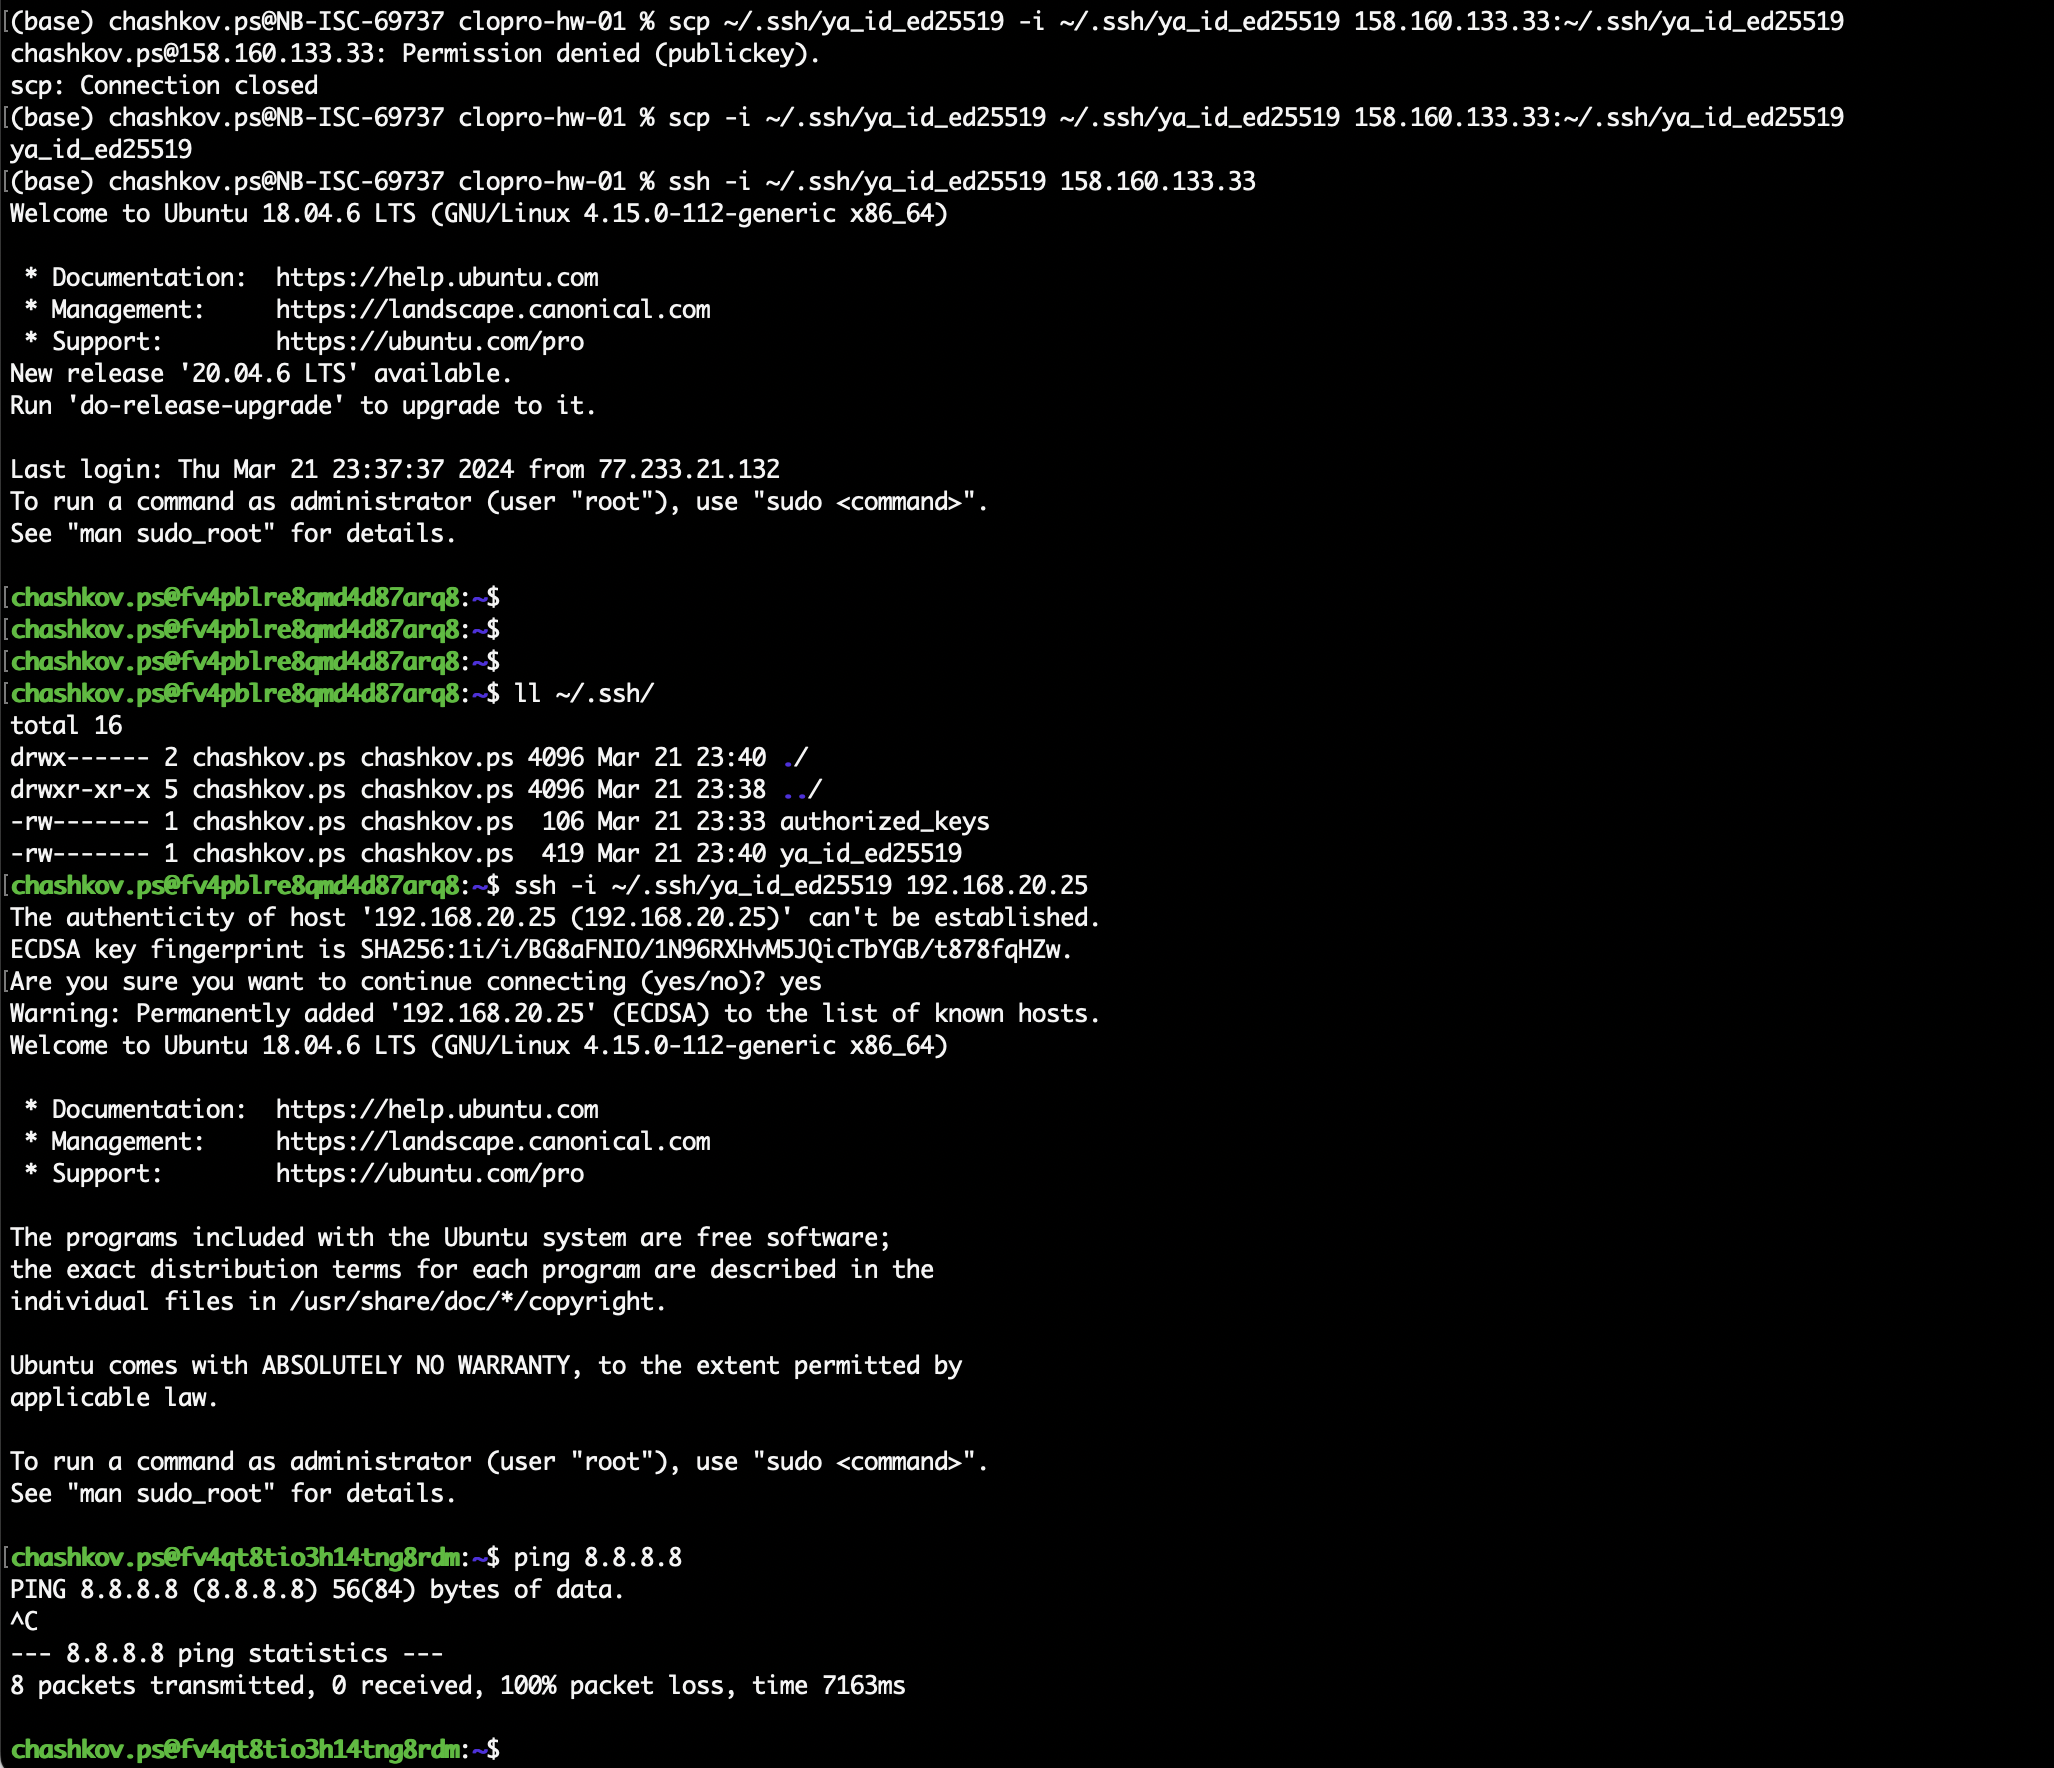 (base) chashkov.ps@NB-ISC-69737 clopro-hw-01 % scp ~/.ssh/ya_id_ed25519 -i ~/.ssh/ya_id_ed25519 158.160.133.33:~/.ssh/ya_id_ed25519
chashkov.ps@158.160.133.33: Permission denied (publickey).
scp: Connection closed
(base) chashkov.ps@NB-ISC-69737 clopro-hw-01 % scp -i ~/.ssh/ya_id_ed25519 ~/.ssh/ya_id_ed25519 158.160.133.33:~/.ssh/ya_id_ed25519
ya_id_ed25519
(base) chashkov.ps@NB-ISC-69737 clopro-hw-01 % ssh -i ~/.ssh/ya_id_ed25519 158.160.133.33
Welcome to Ubuntu 18.04.6 LTS (GNU/Linux 4.15.0-112-generic x86_64)

 * Documentation:  https://help.ubuntu.com
 * Management:     https://landscape.canonical.com
 * Support:        https://ubuntu.com/pro
New release '20.04.6 LTS' available.
Run 'do-release-upgrade' to upgrade to it.

Last login: Thu Mar 21 23:37:37 2024 from 77.233.21.132
To run a command as administrator (user "root"), use "sudo <command>".
See "man sudo_root" for details.

chashkov.ps@fv4pblre8qmd4d87arq8:~$
chashkov.ps@fv4pblre8qmd4d87arq8:~$
chashkov.ps@fv4pblre8qmd4d87arq8:~$
chashkov.ps@fv4pblre8qmd4d87arq8:~$ ll ~/.ssh/
total 16
drwx------ 2 chashkov.ps chashkov.ps 4096 Mar 21 23:40 ./
drwxr-xr-x 5 chashkov.ps chashkov.ps 4096 Mar 21 23:38 ../
-rw------- 1 chashkov.ps chashkov.ps  106 Mar 21 23:33 authorized_keys
-rw------- 1 chashkov.ps chashkov.ps  419 Mar 21 23:40 ya_id_ed25519
chashkov.ps@fv4pblre8qmd4d87arq8:~$ ssh -i ~/.ssh/ya_id_ed25519 192.168.20.25
The authenticity of host '192.168.20.25 (192.168.20.25)' can't be established.
ECDSA key fingerprint is SHA256:1i/i/BG8aFNIO/1N96RXHvM5JQicTbYGB/t878fqHZw.
Are you sure you want to continue connecting (yes/no)? yes
Warning: Permanently added '192.168.20.25' (ECDSA) to the list of known hosts.
Welcome to Ubuntu 18.04.6 LTS (GNU/Linux 4.15.0-112-generic x86_64)

 * Documentation:  https://help.ubuntu.com
 * Management:     https://landscape.canonical.com
 * Support:        https://ubuntu.com/pro

The programs included with the Ubuntu system are free software;
the exact distribution terms for each program are described in the
individual files in /usr/share/doc/*/copyright.

Ubuntu comes with ABSOLUTELY NO WARRANTY, to the extent permitted by
applicable law.

To run a command as administrator (user "root"), use "sudo <command>".
See "man sudo_root" for details.

chashkov.ps@fv4qt8tio3h14tng8rdm:~$ ping 8.8.8.8
PING 8.8.8.8 (8.8.8.8) 56(84) bytes of data.
^C
--- 8.8.8.8 ping statistics ---
8 packets transmitted, 0 received, 100% packet loss, time 7163ms

chashkov.ps@fv4qt8tio3h14tng8rdm:~$